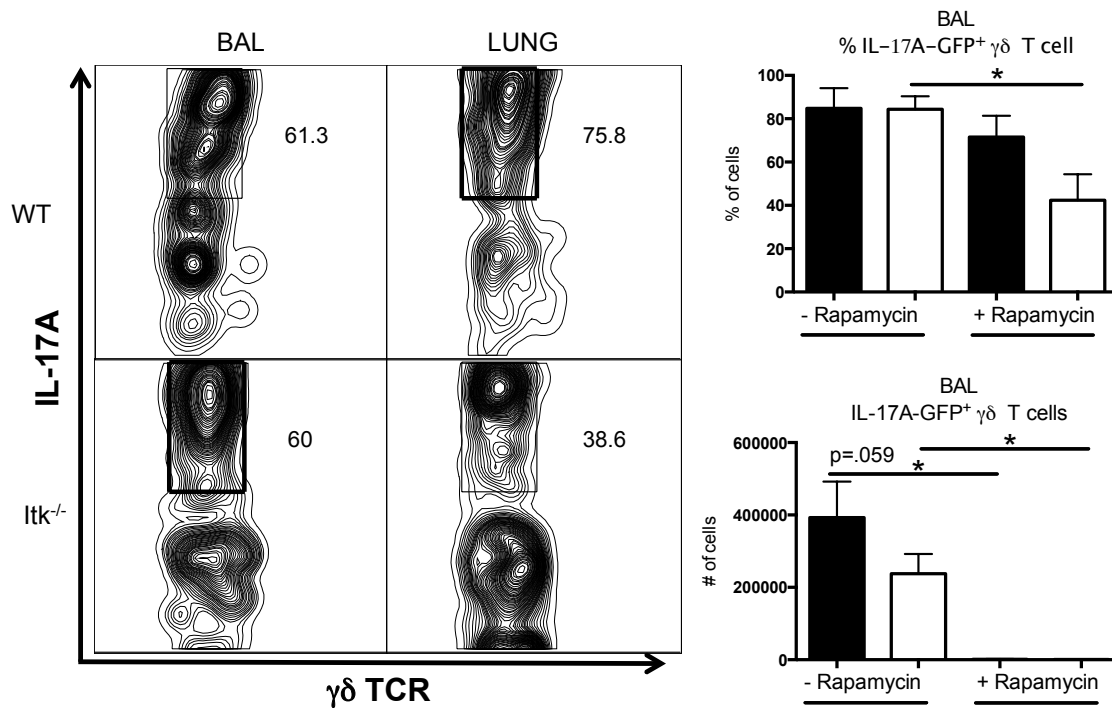 BAL
LUNG
WT
61.3
75.8
Itk-/-
60
38.6
IL-17A
γδ TCR
BAL
% IL-17A-GFP+ γδ T cell
*
100
80
60
40
20
0
% of cells
- Rapamycin
+ Rapamycin
BAL
IL-17A-GFP+ γδ T cells
*
p=.059
*
600000
400000
200000
0
# of cells
- Rapamycin
+ Rapamycin